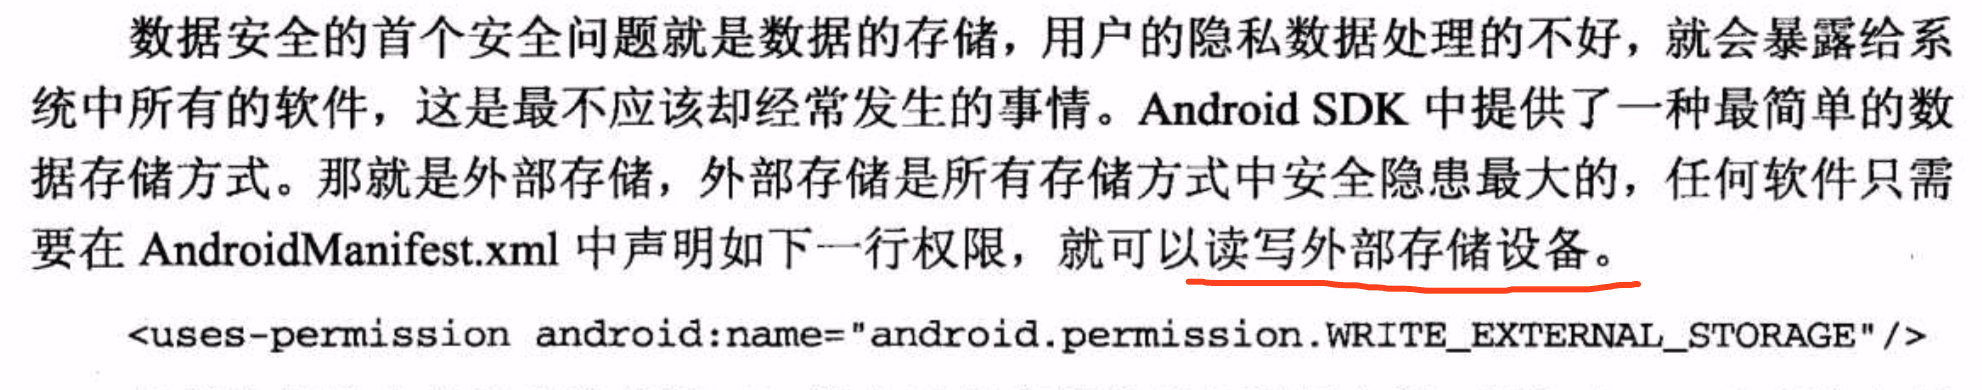 数据安全的首个安全问题就是数据的存储，用户的隐私数据处理的不好，就会暴露给系
统中所有的软件，这是最不应该却经常发生的事情。Android SDK 中提供了一种最简单的数
据存储方式。那就是外部存储，外部存储是所有存储方式中安全隐患最大的，任何软件只需
要在 AndroidManifest.xml 中声明如下一行权限，就可以读写外部存储设备。
<uses-permission android:name="android.permission.WRITE_EXTERNAL_STORAGE"/>